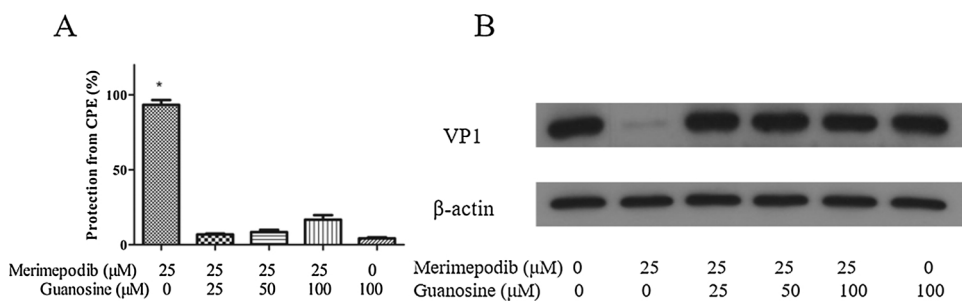 A
B
Protection from CPE (%)
*
100
50
0
Merimepodib (μM) 25 25 25 25 0
Guanosine (μM) 0 25 50 100 100
VP1
β-actin
Merimepodib (μM) 0 25 25 25 25 0
Guanosine (μM) 0 0 25 50 100 100